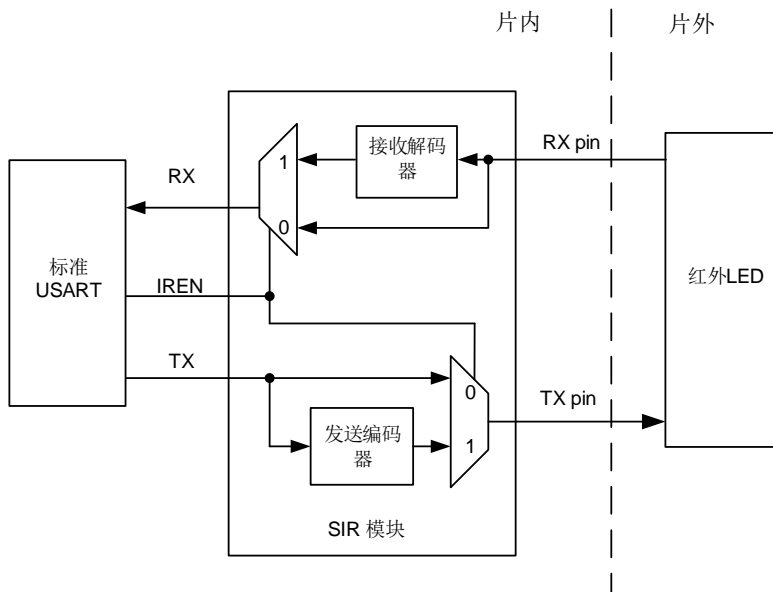 片内
片外
接收解码
器
RX pin
1
RX
0
标准
USART
IREN
红外LED
TX
0
TX pin
发送编码
器
1
SIR 模块